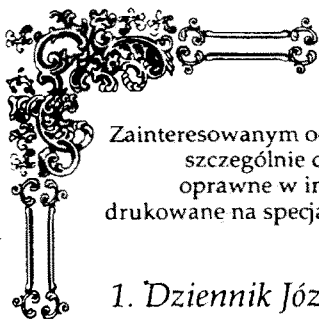 Zainteresowanym o
szczególnie
oprawne w
drukowane na
1. Dziennik